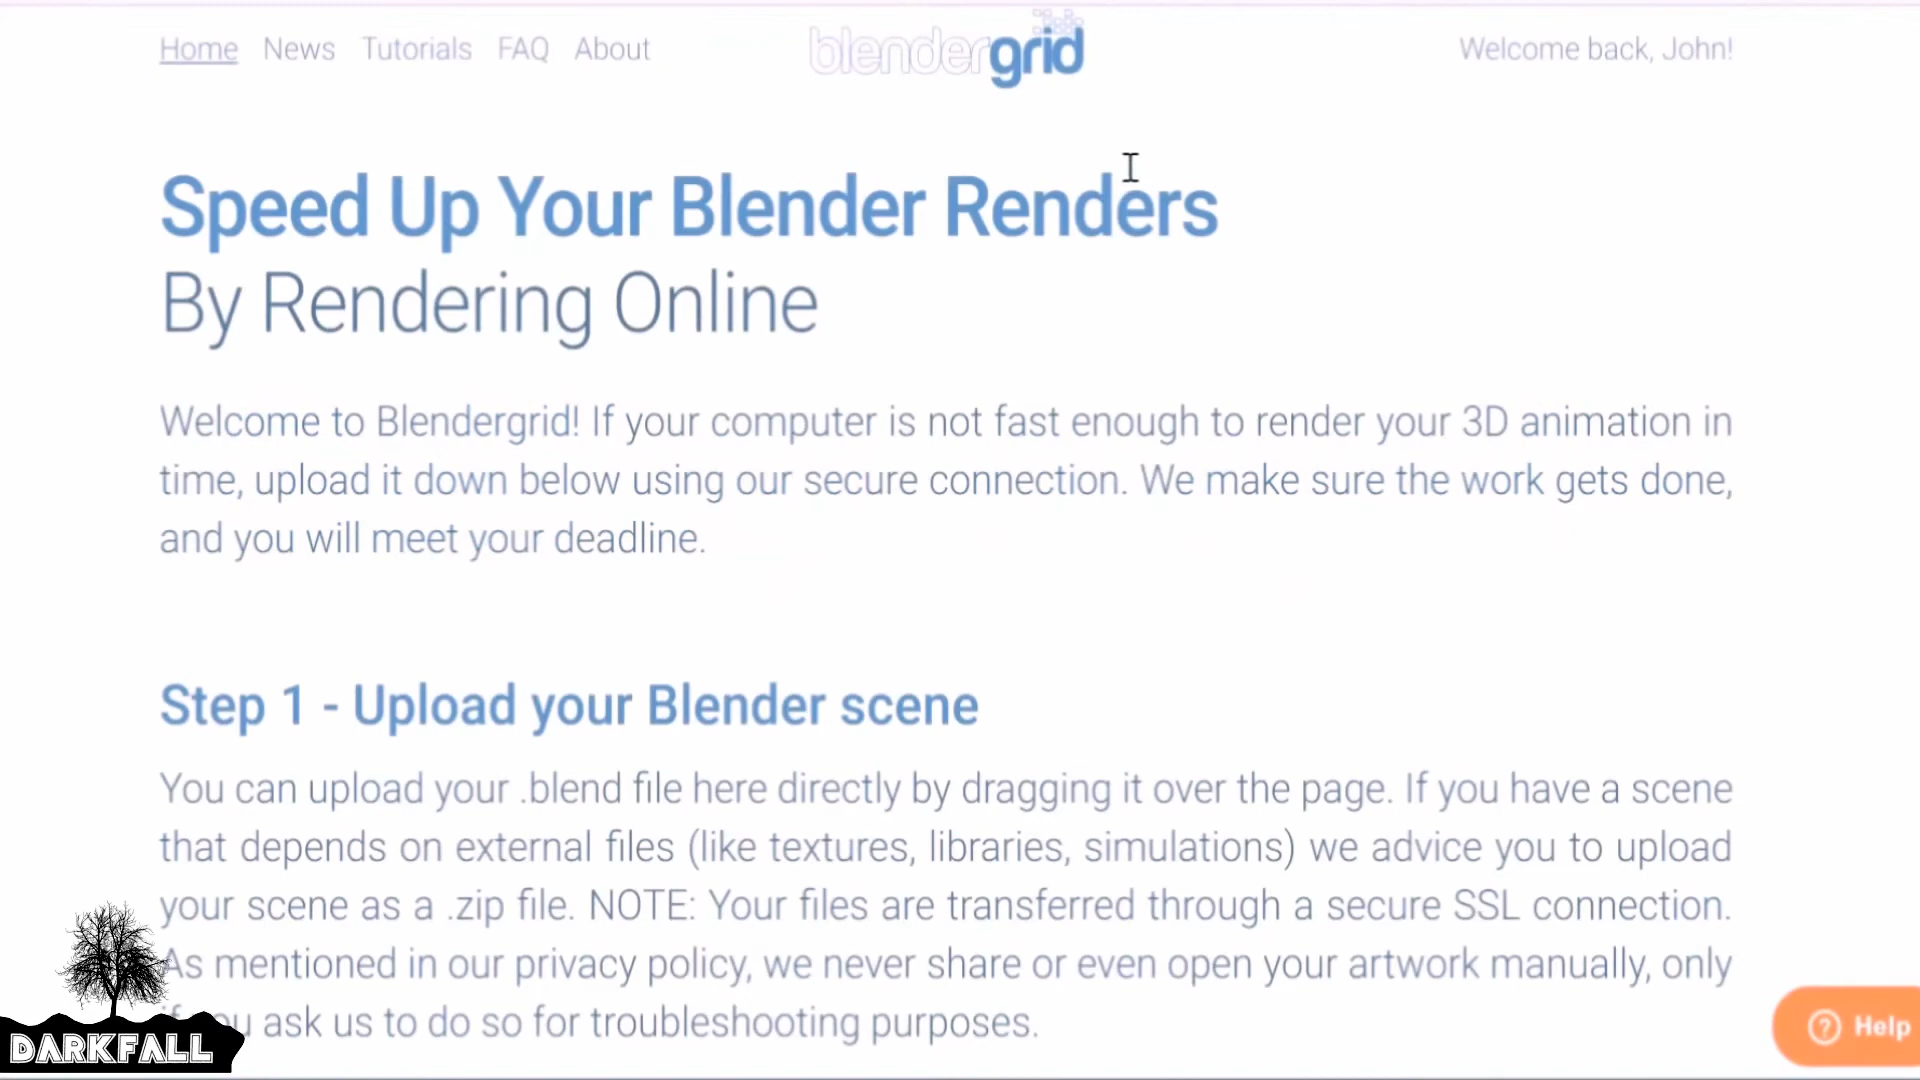 Home News Tutorials FAQ About
blendergrid
Welcome back, John!
Speed Up Your Blender Renders
By Rendering Online
Welcome to Blendergrid! If your computer is not fast enough to render your 3D animation in
time, upload it down below using our secure connection. We make sure the work gets done,
and you will meet your deadline.
Step 1 - Upload your Blender scene
You can upload your .blend file here directly by dragging it over the page. If you have a scene
that depends on external files (like textures, libraries, simulations) we advice you to upload
your scene as a .zip file. NOTE: Your files are transferred through a secure SSL connection.
As mentioned in our privacy policy, we never share or even open your artwork manually, only
if you ask us to do so for troubleshooting purposes.
DARKFALL
Help